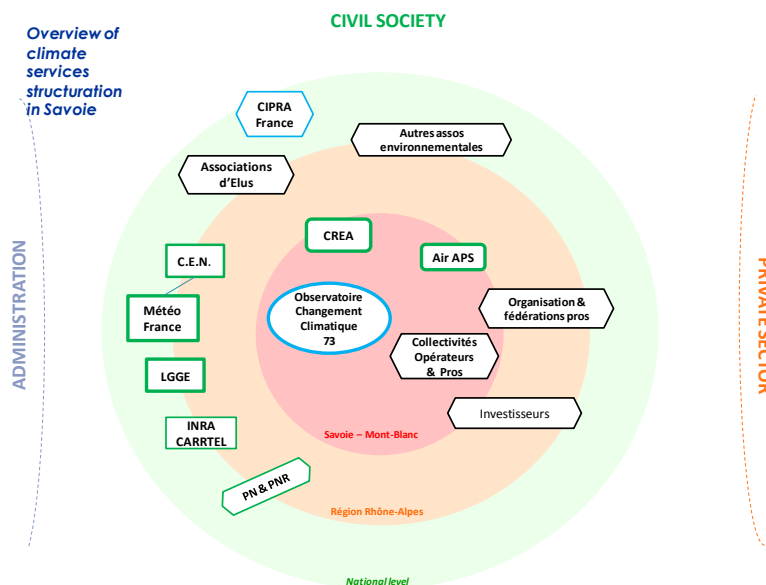 CIVIL SOCIETY
Overview of
climate
services
structuration
in Savoie
CIPRA
France
Autres assos
environnementales
Associations
d'Elus
ADMINISTRATION
PRIVATE SECTOR
CREA
Air APS
C.E.N.
Météo
France
Observatoire
Changement
Climatique
73
Organisation &
fédérations pros
Collectivités
Opérateurs
& Pros
LGGE
INRA
CARRTEL
Investisseurs
Savoie – Mont-Blanc
PN & PNR
Région Rhône-Alpes
National level